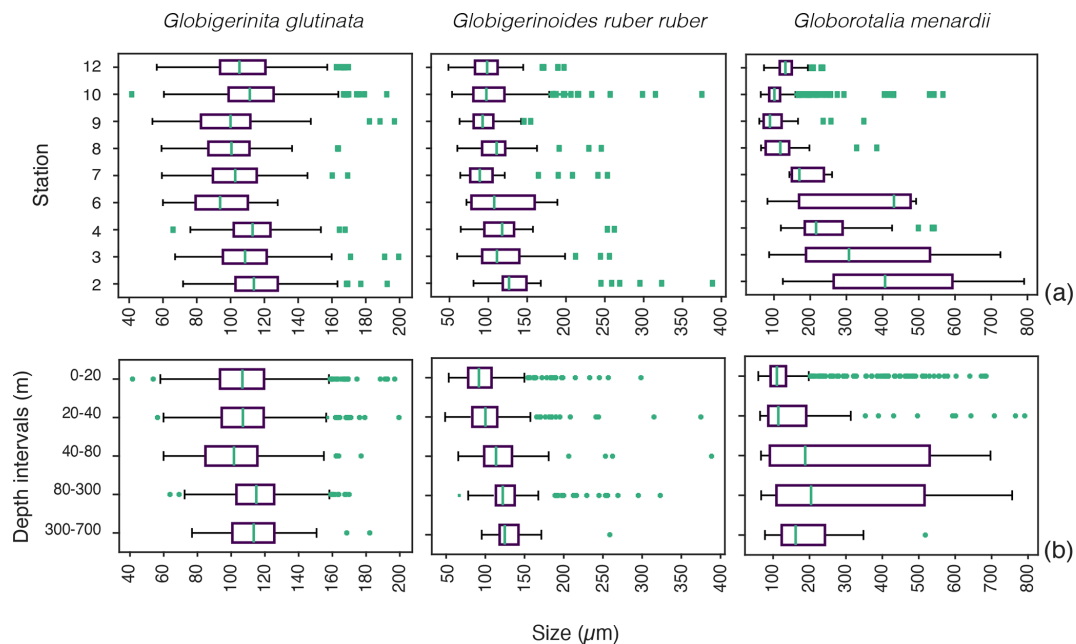 Globigerinita glutinata Globigerinoides ruber ruber Globorotalia menardii
Station
12
10
9
8
7
6
4
3
2
40 60 80 100 120 140 160 180 200
50 100 150 200 250 300 350 400
100 200 300 400 500 600 700 800
(a)
Depth intervals (m)
0-20
20-40
40-80
80-300
300-700
40 60 80 100 120 140 160 180 200
50 100 150 200 250 300 350 400
100 200 300 400 500 600 700 800
(b)
Size (µm)